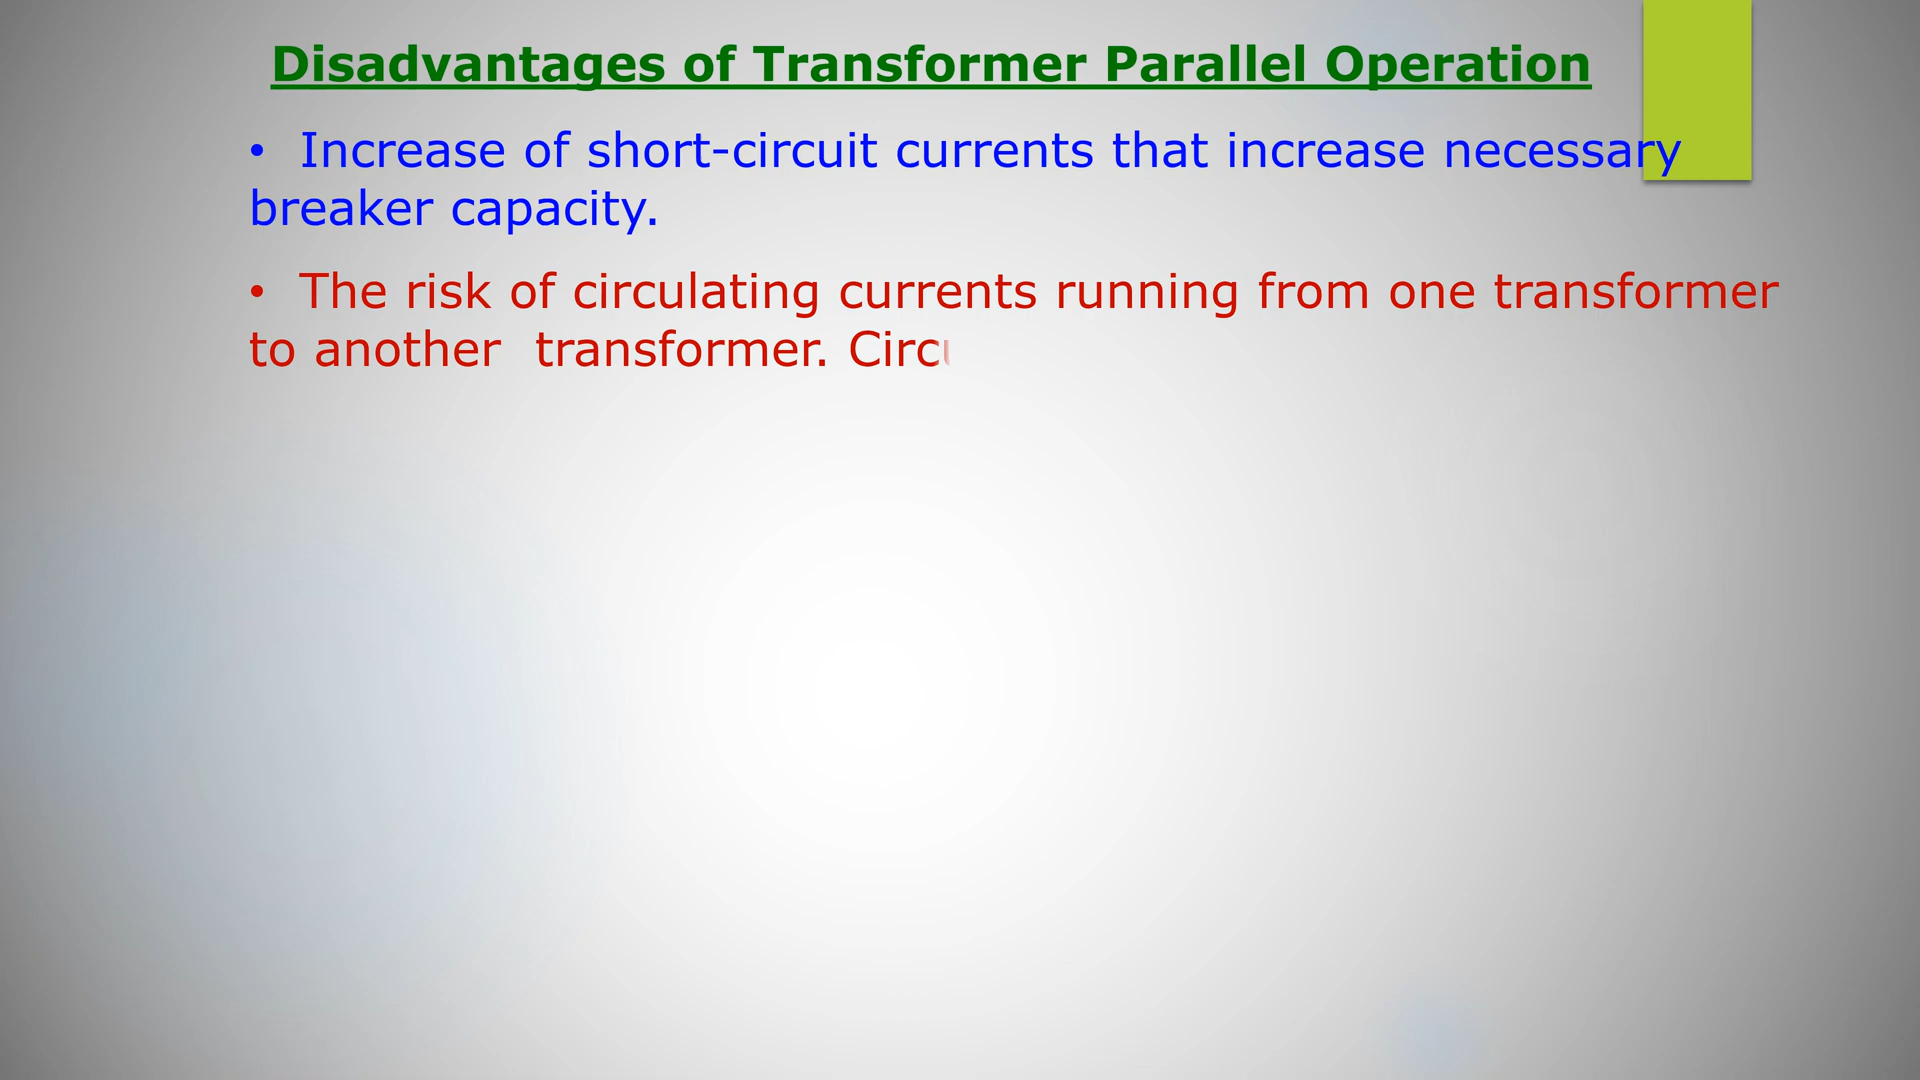 Disadvantages of Transformer Parallel Operation
• Increase of short-circuit currents that increase necessary
breaker capacity.
• The risk of circulating currents running from one transformer
to another  transformer. Circ